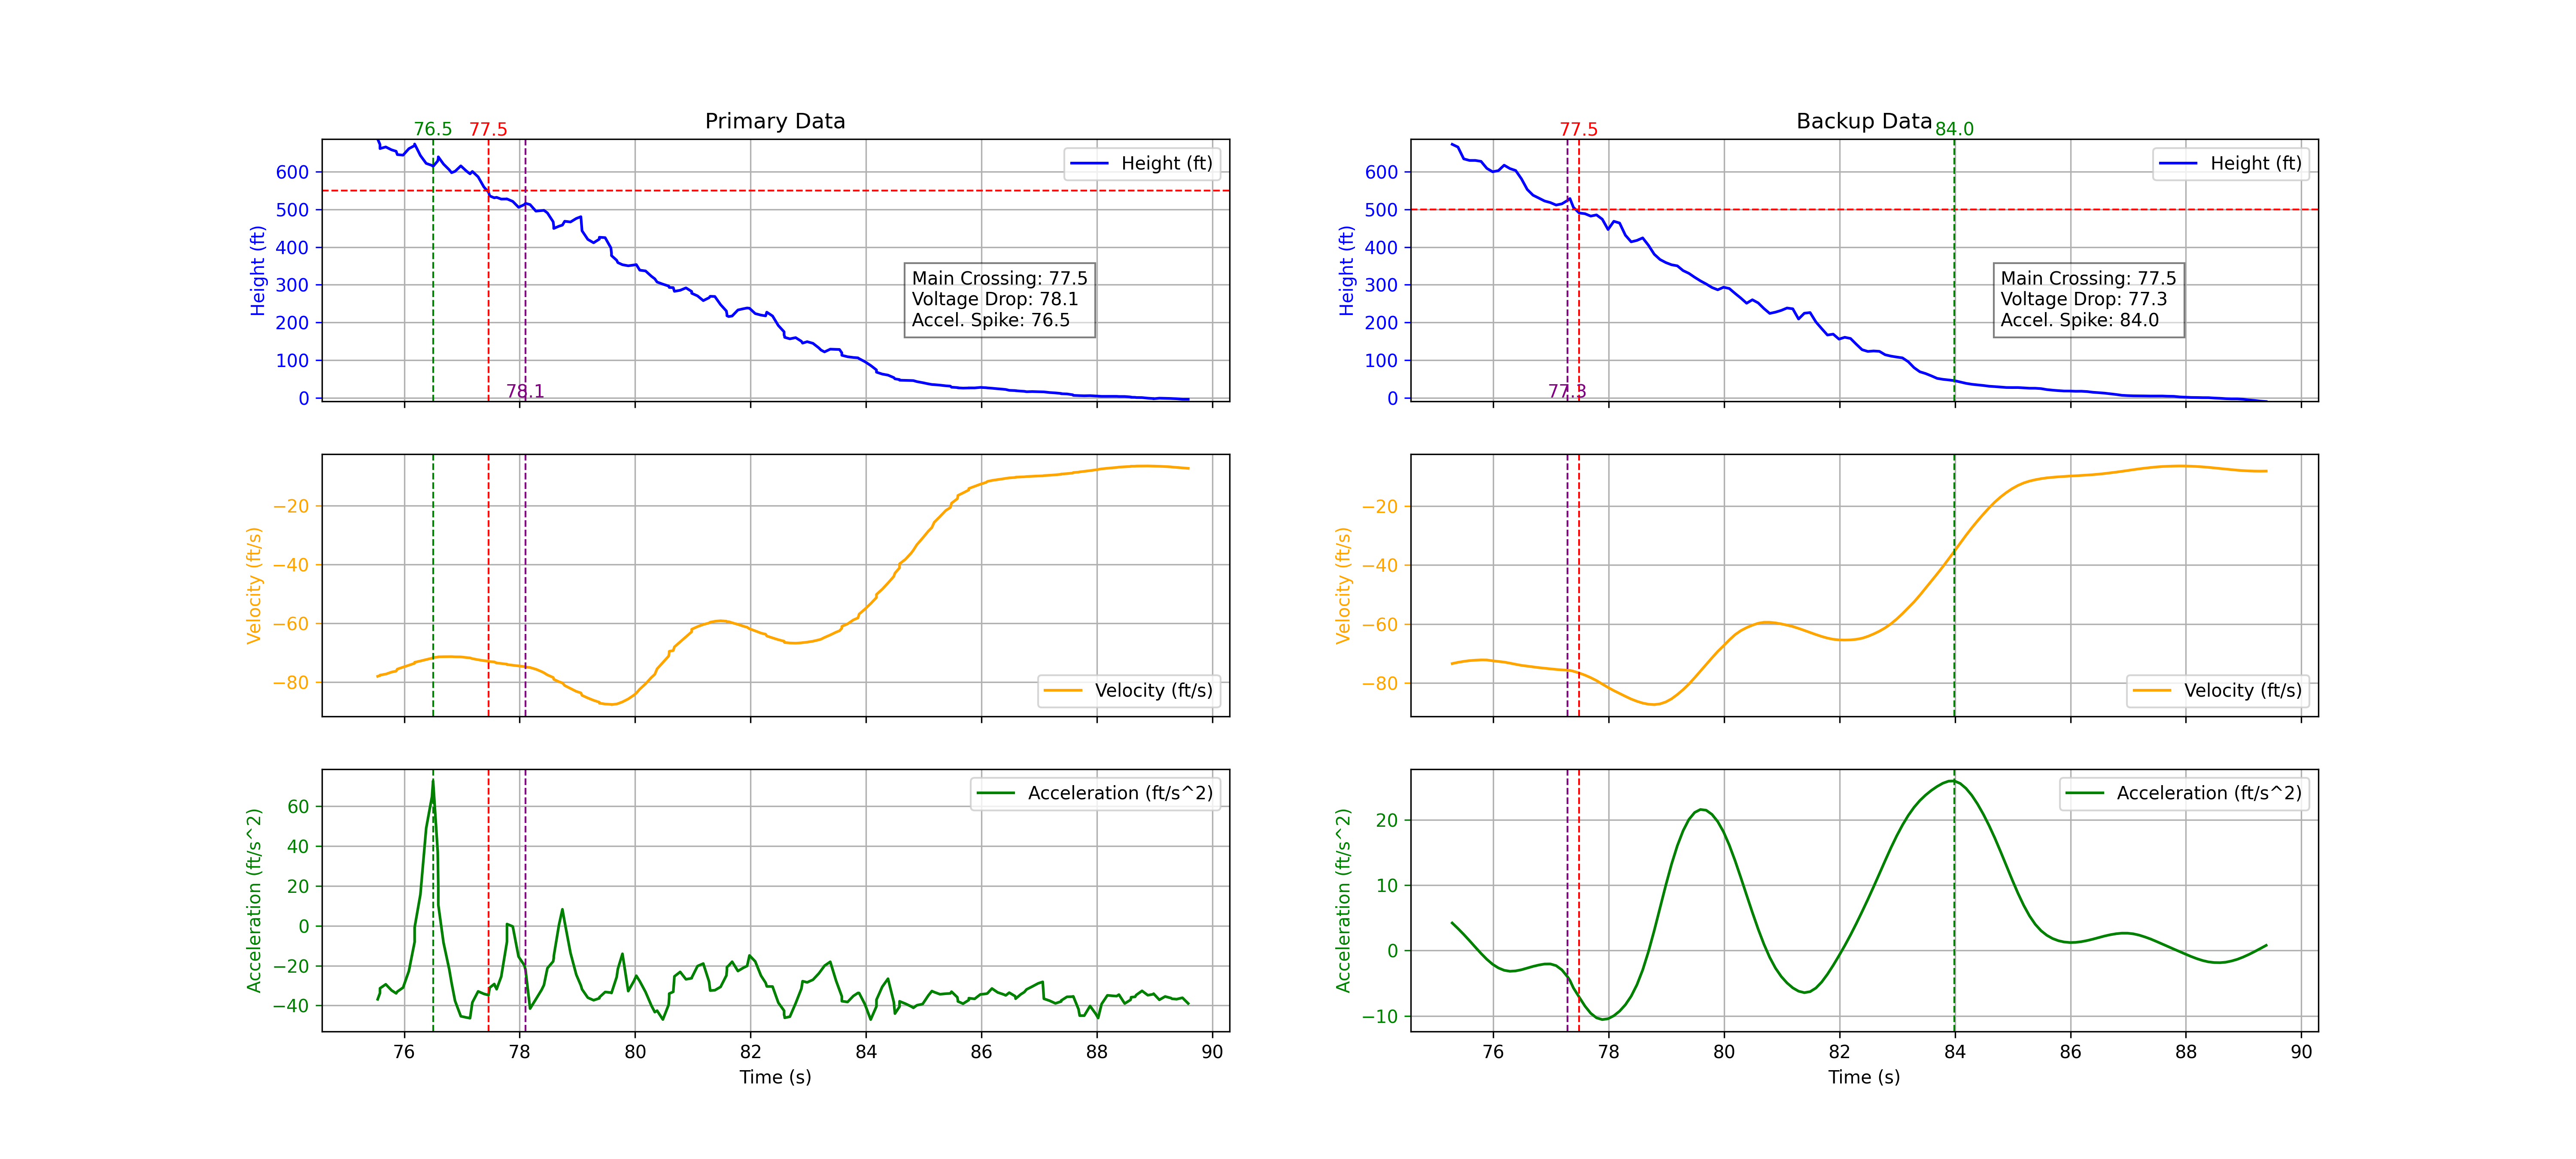 Primary Data
76.5 77.5
Height (ft)
600
500
400
300
200
100
0
Height (ft)
Main Crossing: 77.5
Voltage Drop: 78.1
Accel. Spike: 76.5
78.1
Velocity (ft/s)
−20
−40
−60
−80
Velocity (ft/s)
Acceleration (ft/s^2)
60
40
20
0
−20
−40
Acceleration (ft/s^2)
76 78 80 82 84 86 88 90
Time (s)
Backup Data
77.5 84.0
Height (ft)
600
500
400
300
200
100
0
Height (ft)
Main Crossing: 77.5
Voltage Drop: 77.3
Accel. Spike: 84.0
77.3
Velocity (ft/s)
−20
−40
−60
−80
Velocity (ft/s)
Acceleration (ft/s^2)
20
10
0
−10
Acceleration (ft/s^2)
76 78 80 82 84 86 88 90
Time (s)